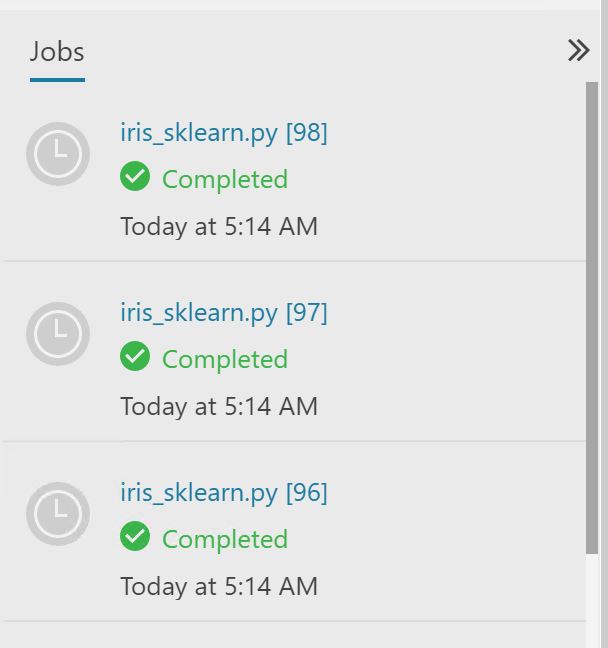 Jobs
iris_sklearn.py [98]
Completed
Today at 5:14 AM
iris_sklearn.py [97]
Completed
Today at 5:14 AM
iris_sklearn.py [96]
Completed
Today at 5:14 AM